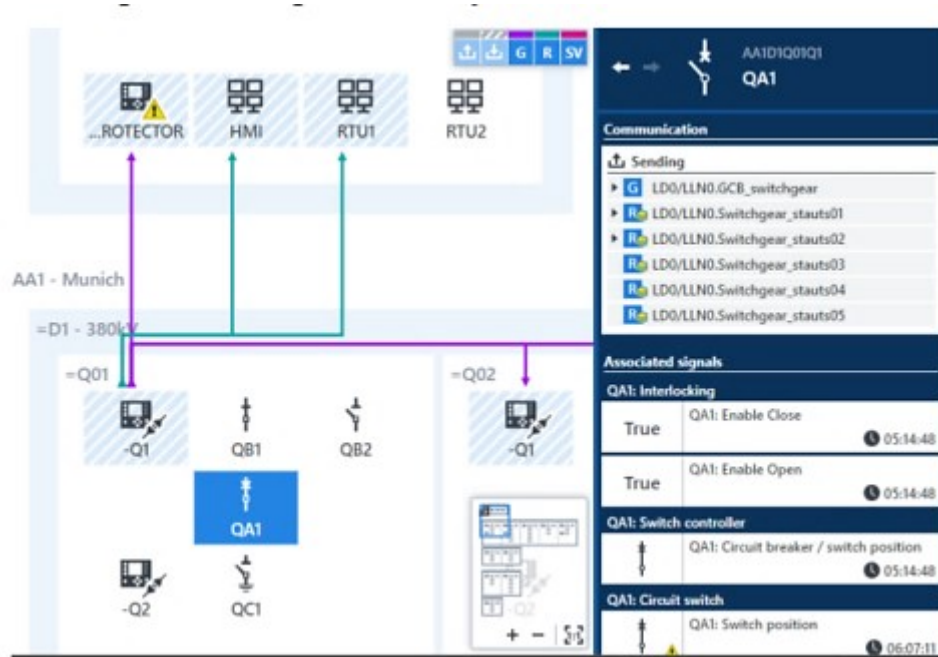 G R SV
...ROTECTOR HMI RTU1 RTU2
AA1 - Munich
=D1 - 380kV
=Q01
=Q02
-Q1 QB1 QB2 -Q1
QA1
-Q2 QC1 -Q2
+ -
AA1D1Q01Q1
QA1
Communication
Sending
G LD0/LLN0.GCB_switchgear
R LD0/LLN0.Switchgear_stauts01
R LD0/LLN0.Switchgear_stauts02
R LD0/LLN0.Switchgear_stauts03
R LD0/LLN0.Switchgear_stauts04
R LD0/LLN0.Switchgear_stauts05
Associated signals
QA1: Interlocking
True QA1: Enable Close
05:14:48
True QA1: Enable Open
05:14:48
QA1: Switch controller
QA1: Circuit breaker / switch position
05:14:48
QA1: Circuit switch
QA1: Switch position
06:07:11